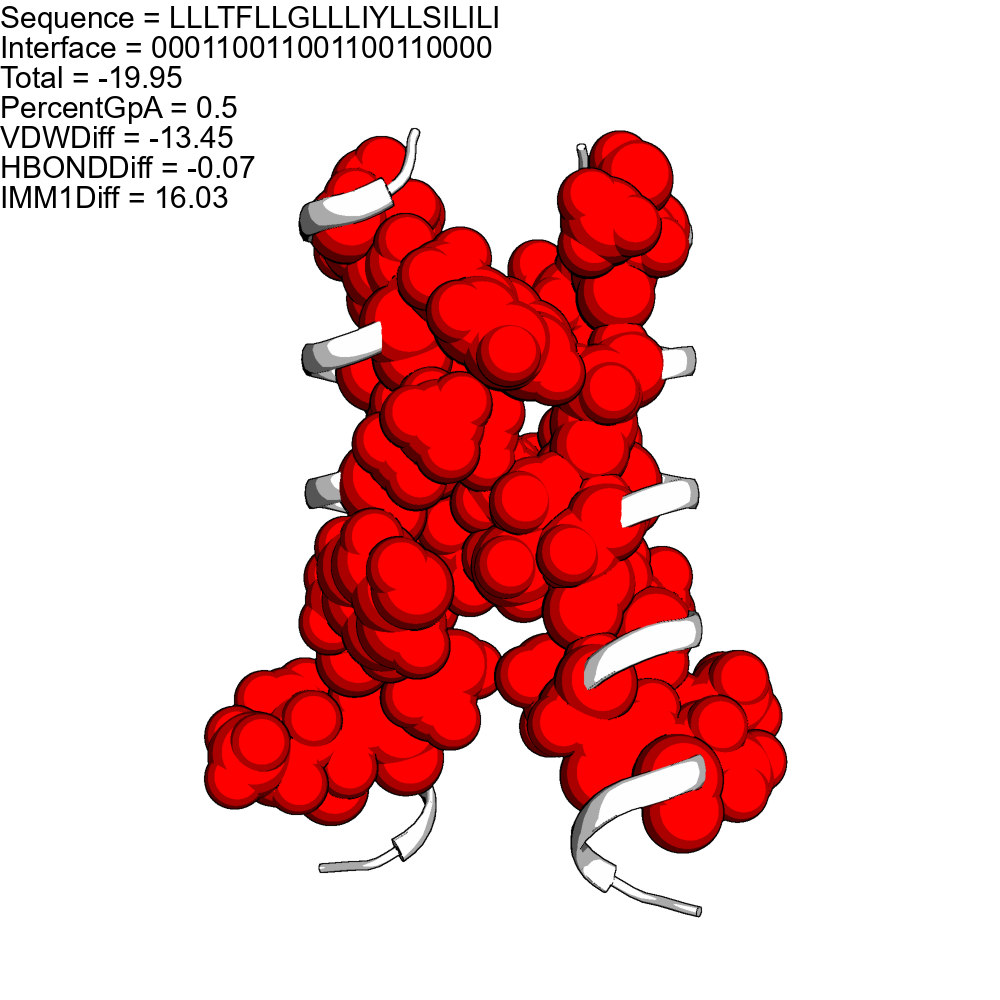 Sequence = LLLTFLLGLLLIYLLSILILI
Interface = 000110011001100110000
Total = -19.95
PercentGpA = 0.5
VDWDiff = -13.45
HBONDDiff = -0.07
IMM1Diff = 16.03